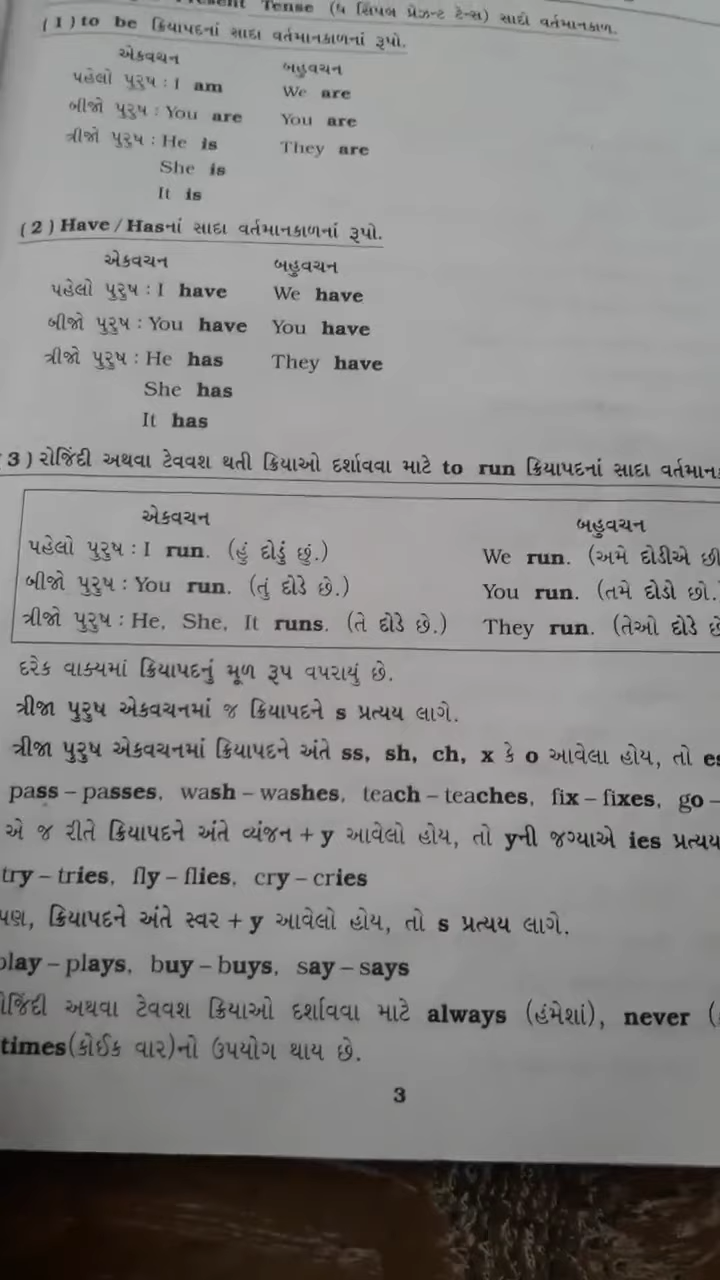 Present Tense (ધ સિમ્પલ પ્રેઝન્ટ ટેન્સ) સાદો વર્તમાનકાળ.
(1) to be ક્રિયાપદનાં સાદા વર્તમાનકાળનાં રૂપો.
એકવચન બહુવચન
પહેલો પુરુષ : I am We are
બીજો પુરુષ : You are You are
ત્રીજો પુરુષ : He is They are
She is
It is
(2) Have / Hasનાં સાદા વર્તમાનકાળનાં રૂપો.
એકવચન બહુવચન
પહેલો પુરુષ : I have We have
બીજો પુરુષ : You have You have
ત્રીજો પુરુષ : He has They have
She has
It has
3) રોજિંદી અથવા ટેવવશ થતી ક્રિયાઓ દર્શાવવા માટે to run ક્રિયાપદનાં સાદા
એકવચન બહુવચન
પહેલો પુરુષ : I run. (હું દોડું છું.) We run. (અમે દોડીએ
બીજો પુરુષ : You run. (તું દોડે છે.) You run. (તમે દોડો છો.
ત્રીજો પુરુષ : He, She, It runs. (તે દોડે છે.) They run. (તેઓ દોડે
દરેક વાક્યમાં ક્રિયાપદનું મૂળ રૂપ વપરાયું છે.
ત્રીજા પુરુષ એકવચનમાં જ ક્રિયાપદને s પ્રત્યય લાગે.
ત્રીજા પુરુષ એકવચનમાં ક્રિયાપદને અંતે ss, sh, ch, x કે o આવેલા હોય, તો es
pass – passes, wash – washes, teach – teaches, fix – fixes, go –
એ જ રીતે ક્રિયાપદને અંતે વ્યંજન + y આવેલો હોય, તો yની જગ્યાએ ies પ્રત્યય
try – tries, fly – flies, cry – cries
પણ, ક્રિયાપદને અંતે સ્વર + y આવેલો હોય, તો s પ્રત્યય લાગે.
play – plays, buy – buys, say – says
રોજિંદી અથવા ટેવવશ ક્રિયાઓ દર્શાવવા માટે always (હંમેશાં), never (
times(કોઈક વાર)નો ઉપયોગ થાય છે.
3